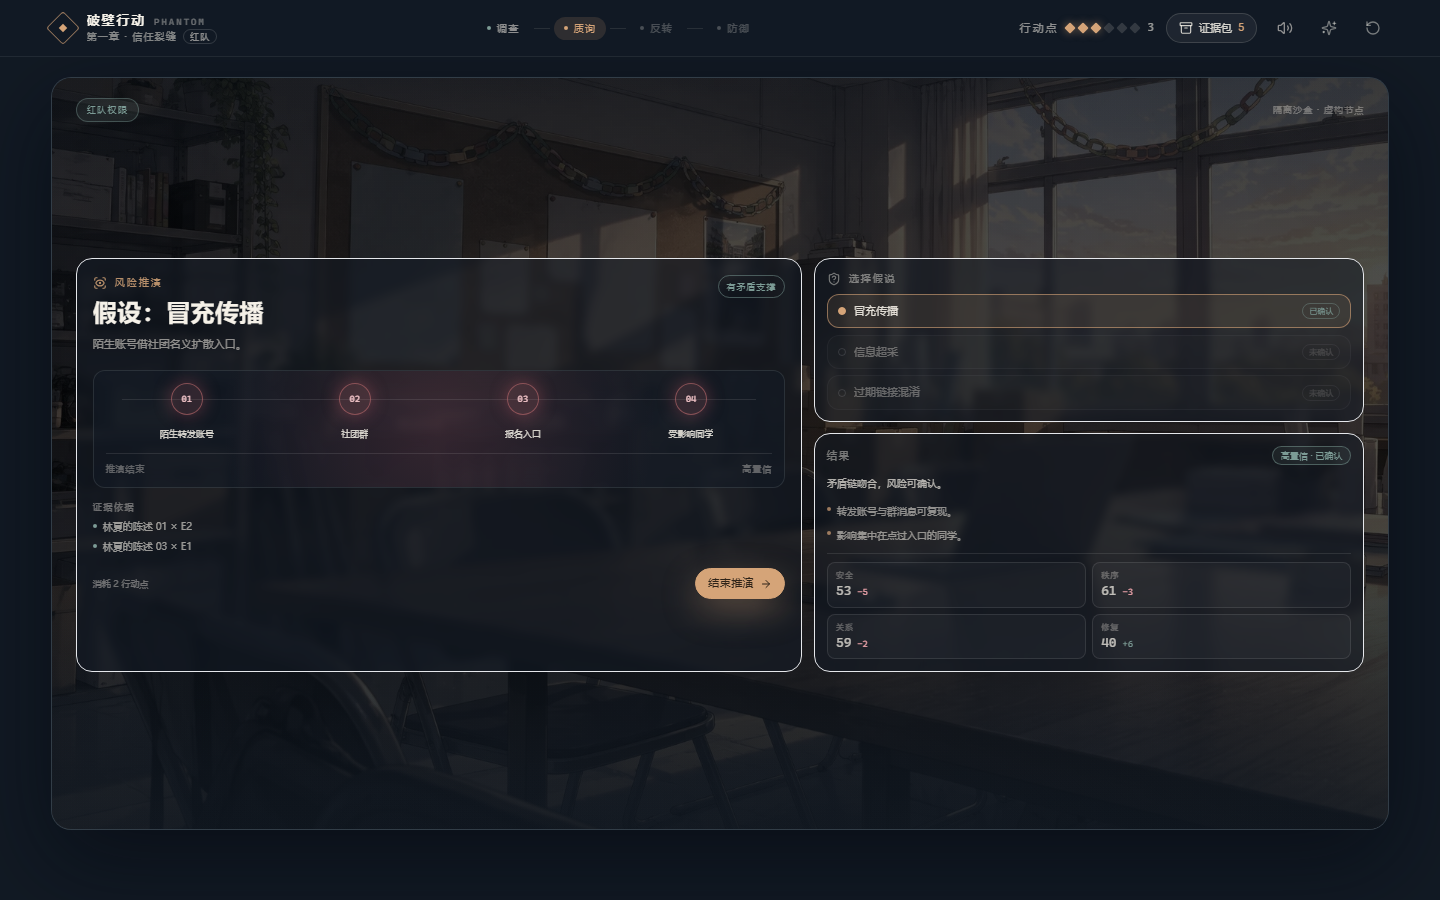 破壁行动 PHANTOM
第一章 · 信任裂缝 红队
调查
质询
反转
防御
行动点 3
证据包 5
红队权限
隔离沙盒 · 虚构节点
风险推演
有矛盾支撑
假设：冒充传播
陌生账号借社团名义扩散入口。
01
02
03
04
陌生转发账号
社团群
报名入口
受影响同学
推演结束
高置信
证据依据
林夏的陈述 01 × E2
林夏的陈述 03 × E1
消耗 2 行动点
结束推演
选择假说
冒充传播
已确认
信息超采
未确认
过期链接混淆
未确认
结果
高置信 · 已确认
矛盾链吻合，风险可确认。
转发账号与群消息可复现。
影响集中在点过入口的同学。
安全
53 −5
秩序
61 −3
关系
59 −2
修复
40 +6